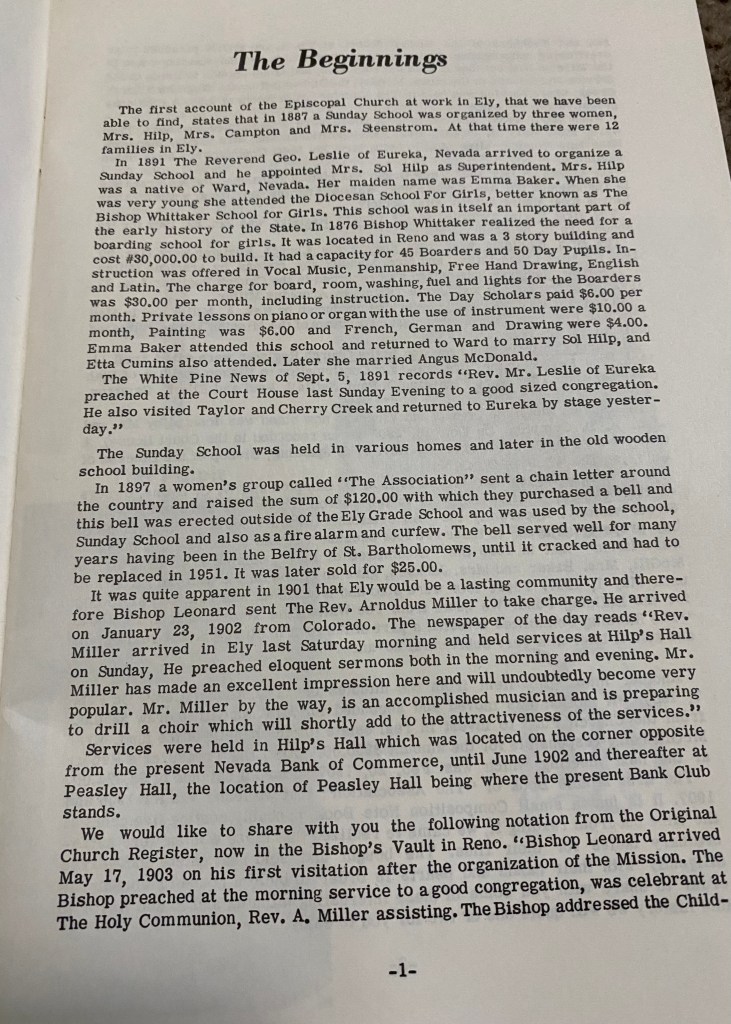 The Beginnings
The first account of the Episcopal Church at work in Ely, that we have been
able to find, states that in 1887 a Sunday School was organized by three women,
Mrs. Hilp, Mrs. Campton and Mrs. Steenstrom. At that time there were 12
families in Ely.
In 1891 The Reverend Geo. Leslie of Eureka, Nevada arrived to organize a
Sunday School and he appointed Mrs. Sol Hilp as Superintendent. Mrs. Hilp
was a native of Ward, Nevada. Her maiden name was Emma Baker. When she
was very young she attended the Diocesan School For Girls, better known as The
Bishop Whittaker School for Girls. This school was in itself an important part of
the early history of the State. In 1876 Bishop Whittaker realized the need for a
boarding school for girls. It was located in Reno and was a 3 story building and
cost #30,000.00 to build. It had a capacity for 45 Boarders and 50 Day Pupils. In-
struction was offered in Vocal Music, Penmanship, Free Hand Drawing, English
and Latin. The charge for board, room, washing, fuel and lights for the Boarders
was $30.00 per month, including instruction. The Day Scholars paid $6.00 per
month. Private lessons on piano or organ with the use of instrument were $10.00 a
month, Painting was $6.00 and French, German and Drawing were $4.00.
Emma Baker attended this school and returned to Ward to marry Sol Hilp, and
Etta Cumins also attended. Later she married Angus McDonald.
The White Pine News of Sept. 5, 1891 records "Rev. Mr. Leslie of Eureka
preached at the Court House last Sunday Evening to a good sized congregation.
He also visited Taylor and Cherry Creek and returned to Eureka by stage yester-
day."
The Sunday School was held in various homes and later in the old wooden
school building.
In 1897 a women's group called "The Association" sent a chain letter around
the country and raised the sum of $120.00 with which they purchased a bell and
this bell was erected outside of the Ely Grade School and was used by the school,
Sunday School and also as a fire alarm and curfew. The bell served well for many
years having been in the Belfry of St. Bartholomews, until it cracked and had to
be replaced in 1951. It was later sold for $25.00.
It was quite apparent in 1901 that Ely would be a lasting community and there-
fore Bishop Leonard sent The Rev. Arnoldus Miller to take charge. He arrived
on January 23, 1902 from Colorado. The newspaper of the day reads "Rev.
Miller arrived in Ely last Saturday morning and held services at Hilp's Hall
on Sunday, He preached eloquent sermons both in the morning and evening. Mr.
Miller has made an excellent impression here and will undoubtedly become very
popular. Mr. Miller by the way, is an accomplished musician and is preparing
to drill a choir which will shortly add to the attractiveness of the services."
Services were held in Hilp's Hall which was located on the corner opposite
from the present Nevada Bank of Commerce, until June 1902 and thereafter at
Peasley Hall, the location of Peasley Hall being where the present Bank Club
stands.
We would like to share with you the following notation from the Original
Church Register, now in the Bishop's Vault in Reno. "Bishop Leonard arrived
May 17, 1903 on his first visitation after the organization of the Mission. The
Bishop preached at the morning service to a good congregation, was celebrant at
The Holy Communion, Rev. A. Miller assisting. The Bishop addressed the Child-
-1-